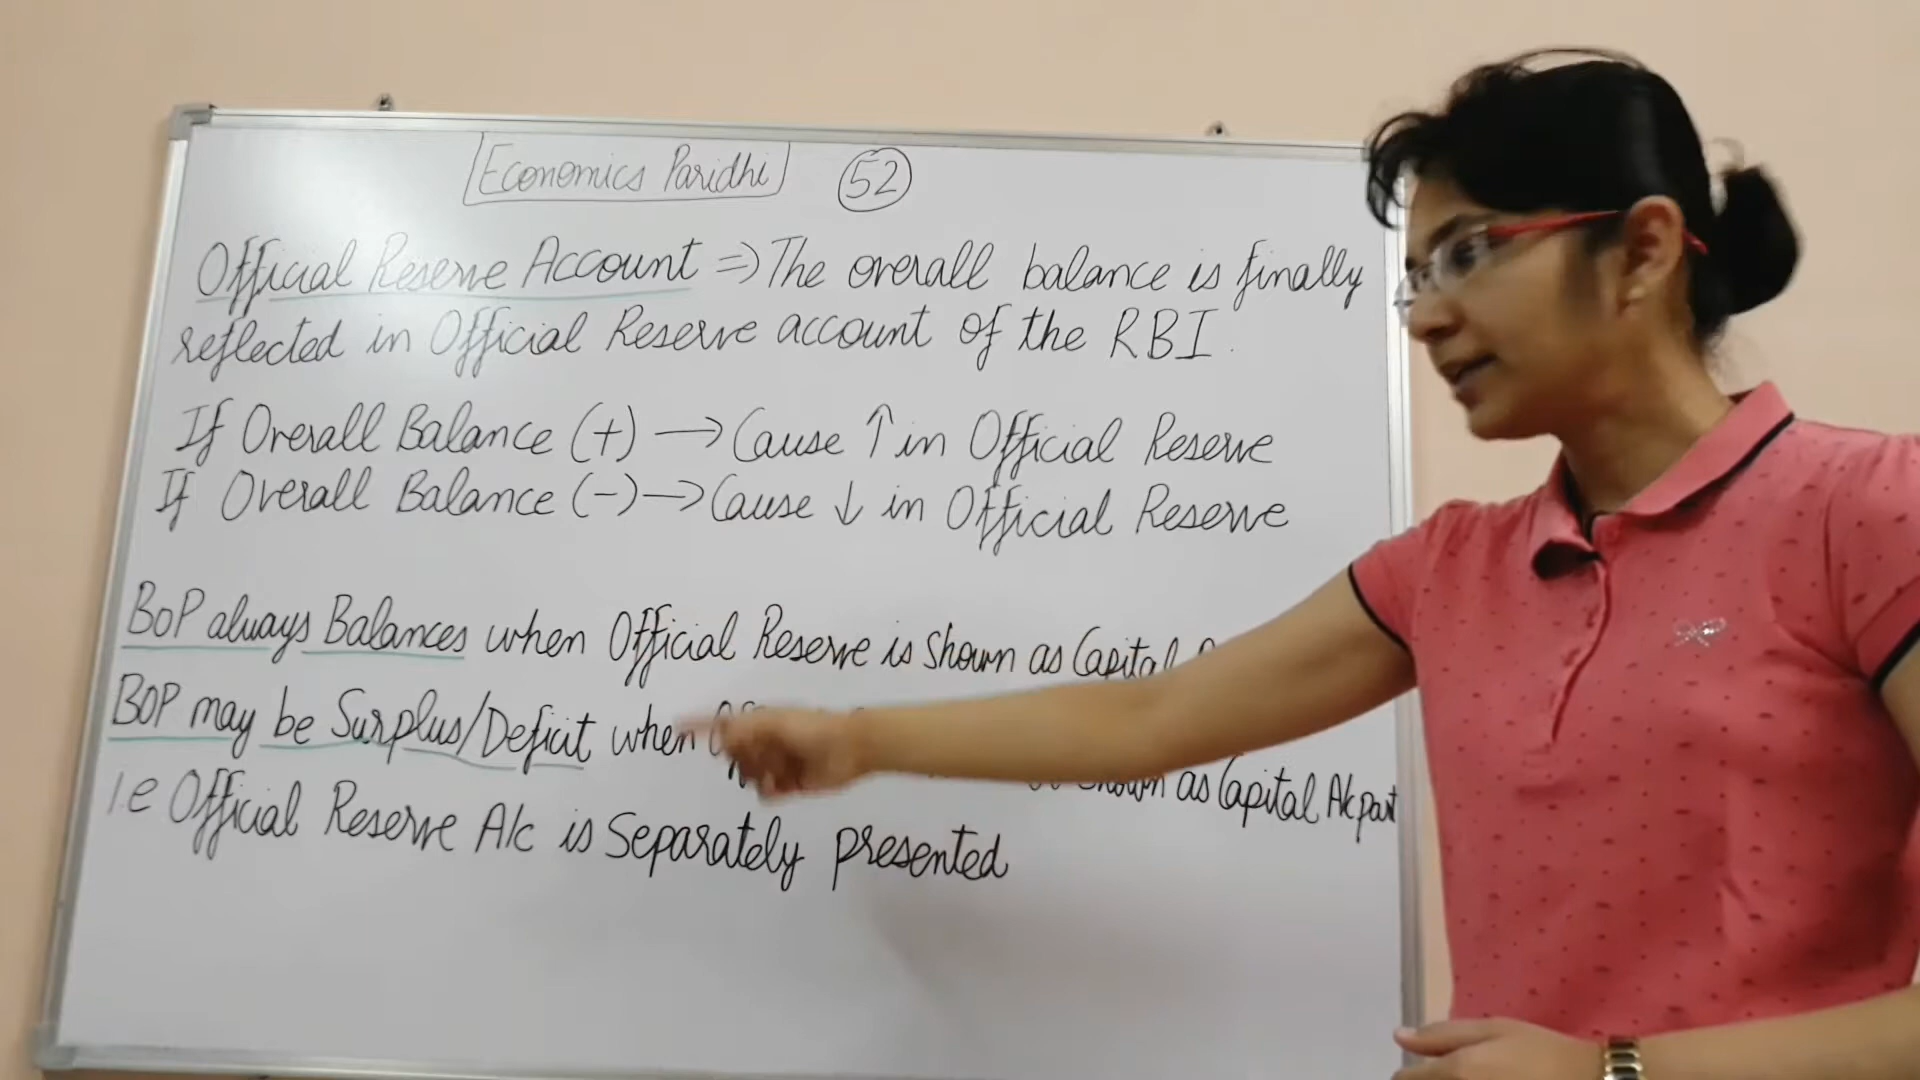 Economics Paridhi 52
Official Reserve Account => The overall balance is finally
reflected in Official Reserve account of the RBI.
If Overall Balance (+) → Cause ↑ in Official Reserve
If Overall Balance (-) → Cause ↓ in Official Reserve
BoP always Balances when Official Reserve is shown as Capital
BOP may be Surplus/Deficit when shown as Capital A/c part
i.e Official Reserve A/c is Separately presented